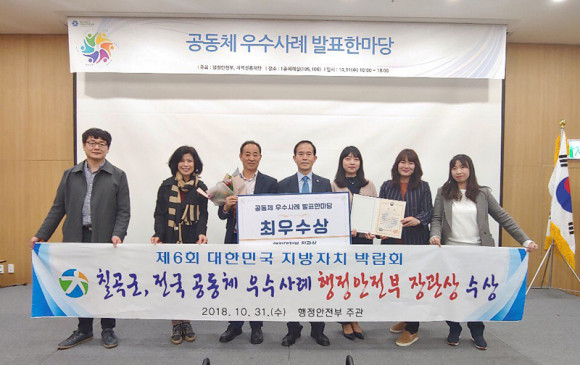 공동체 우수사례 발표한마당
공동체 우수사례 발표한마당
최우수상
제6회 대한민국 지방자치 박람회
칠곡군, 전국 공동체 우수사례 행정안전부 장관상 수상
2018. 10. 31.(수) 행정안전부 주관